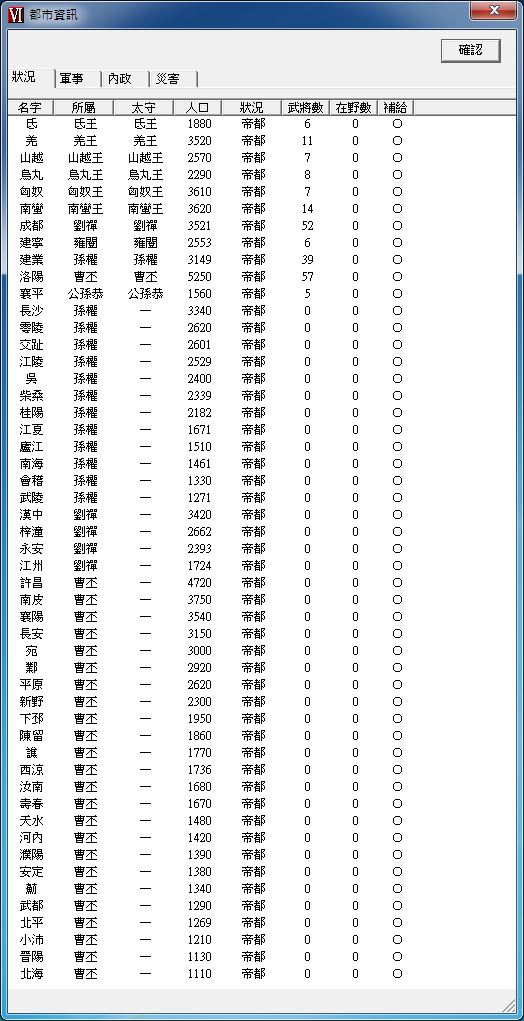 都市資訊
確認
狀況 軍事 內政 災害
名字 所屬 太守 人口 狀況 武將數 在野數 補給
氐 氐王 氐王 1880 帝都 6 0 ○
羌 羌王 羌王 3520 帝都 11 0 ○
山越 山越王 山越王 2570 帝都 7 0 ○
烏丸 烏丸王 烏丸王 2290 帝都 8 0 ○
匈奴 匈奴王 匈奴王 3610 帝都 7 0 ○
南蠻 南蠻王 南蠻王 3620 帝都 14 0 ○
成都 劉禪 劉禪 3521 帝都 52 0 ○
建寧 雍闓 雍闓 2553 帝都 6 0 ○
建業 孫權 孫權 3149 帝都 39 0 ○
洛陽 曹丕 曹丕 5250 帝都 57 0 ○
襄平 公孫恭 公孫恭 1560 帝都 5 0 ○
長沙 孫權 — 3340 帝都 0 0 ○
零陵 孫權 — 2620 帝都 0 0 ○
交趾 孫權 — 2601 帝都 0 0 ○
江陵 孫權 — 2529 帝都 0 0 ○
吳 孫權 — 2400 帝都 0 0 ○
柴桑 孫權 — 2339 帝都 0 0 ○
桂陽 孫權 — 2182 帝都 0 0 ○
江夏 孫權 — 1671 帝都 0 0 ○
廬江 孫權 — 1510 帝都 0 0 ○
南海 孫權 — 1461 帝都 0 0 ○
會稽 孫權 — 1330 帝都 0 0 ○
武陵 孫權 — 1271 帝都 0 0 ○
漢中 劉禪 — 3420 帝都 0 0 ○
梓潼 劉禪 — 2662 帝都 0 0 ○
永安 劉禪 — 2393 帝都 0 0 ○
江州 劉禪 — 1724 帝都 0 0 ○
許昌 曹丕 — 4720 帝都 0 0 ○
南皮 曹丕 — 3750 帝都 0 0 ○
襄陽 曹丕 — 3540 帝都 0 0 ○
長安 曹丕 — 3150 帝都 0 0 ○
宛 曹丕 — 3000 帝都 0 0 ○
鄴 曹丕 — 2920 帝都 0 0 ○
平原 曹丕 — 2620 帝都 0 0 ○
新野 曹丕 — 2300 帝都 0 0 ○
下邳 曹丕 — 1950 帝都 0 0 ○
陳留 曹丕 — 1860 帝都 0 0 ○
譙 曹丕 — 1770 帝都 0 0 ○
西涼 曹丕 — 1736 帝都 0 0 ○
汝南 曹丕 — 1680 帝都 0 0 ○
壽春 曹丕 — 1670 帝都 0 0 ○
天水 曹丕 — 1480 帝都 0 0 ○
河內 曹丕 — 1420 帝都 0 0 ○
濮陽 曹丕 — 1390 帝都 0 0 ○
安定 曹丕 — 1380 帝都 0 0 ○
薊 曹丕 — 1340 帝都 0 0 ○
武都 曹丕 — 1290 帝都 0 0 ○
北平 曹丕 — 1269 帝都 0 0 ○
小沛 曹丕 — 1210 帝都 0 0 ○
晉陽 曹丕 — 1130 帝都 0 0 ○
北海 曹丕 — 1110 帝都 0 0 ○